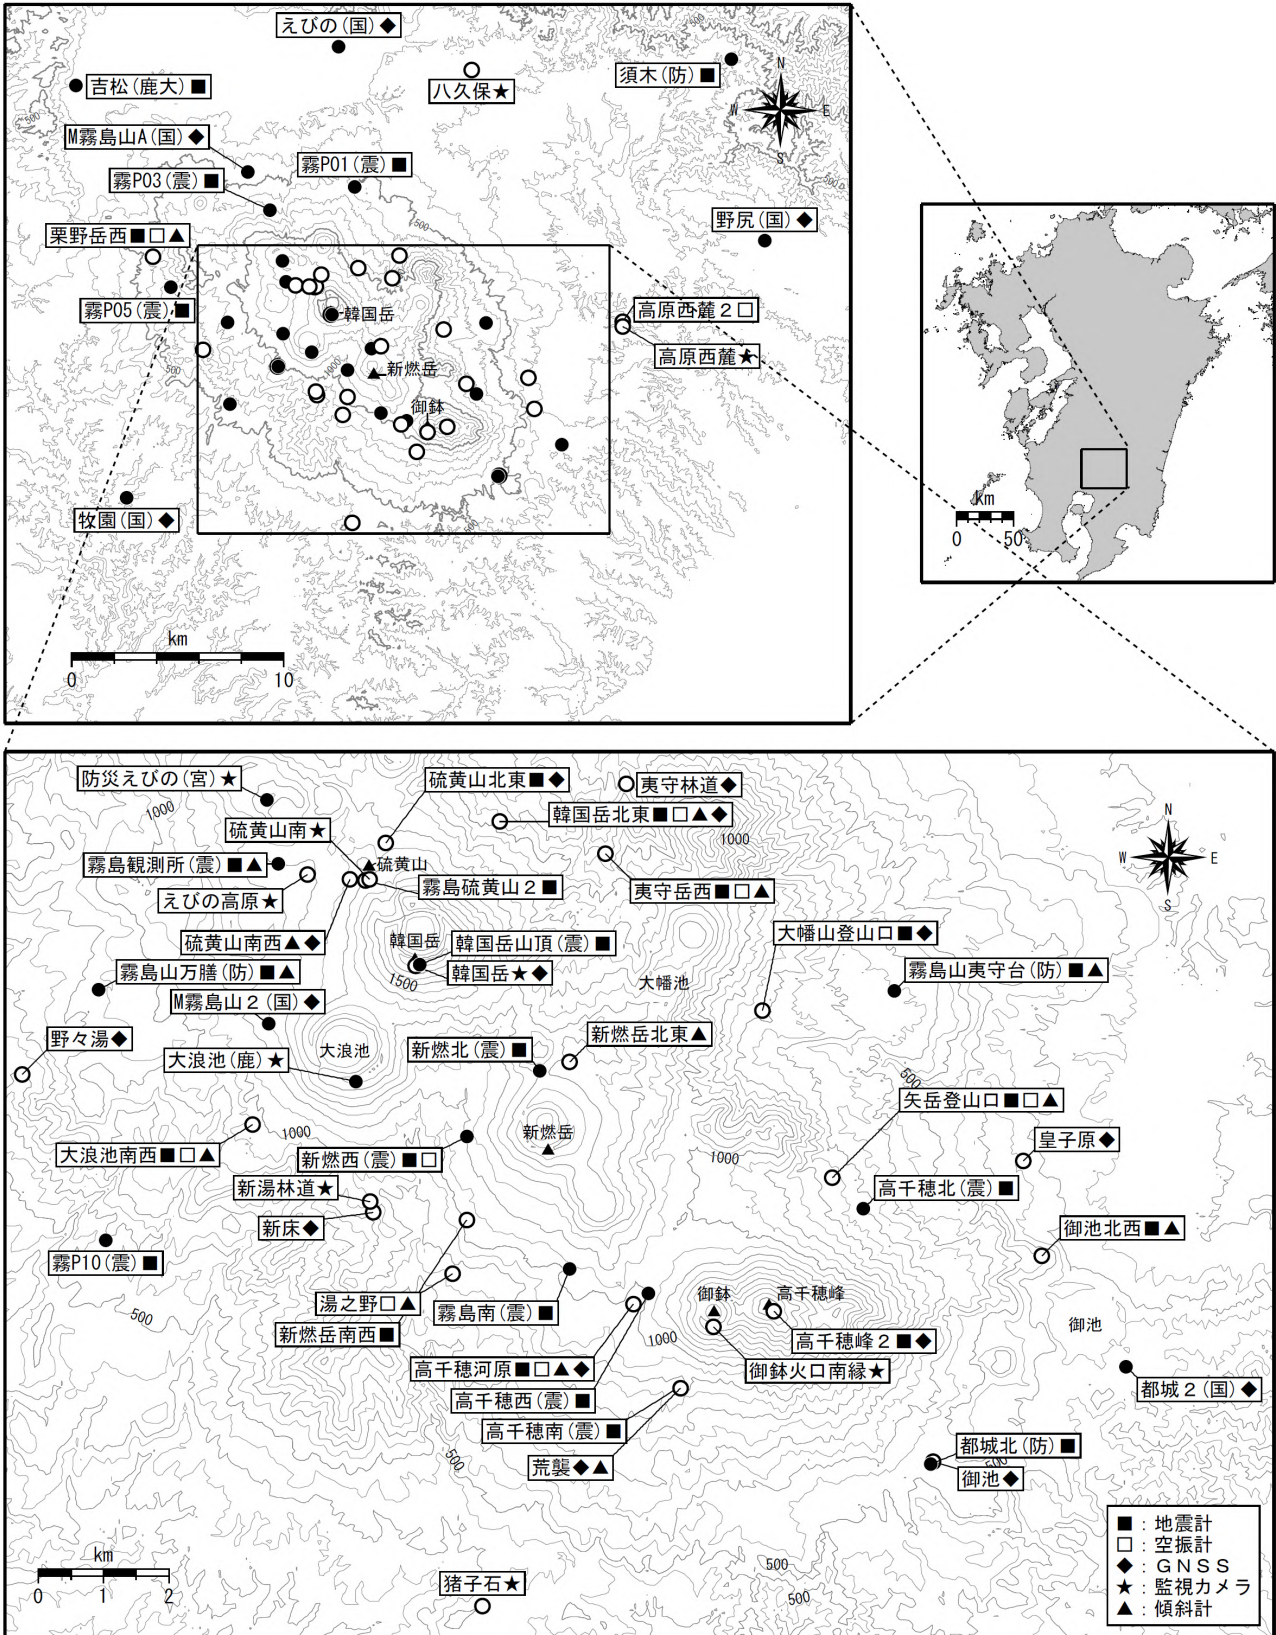 えびの(国)◆
吉松(鹿大)■
八久保★
須木(防)■
N
W
E
S
500
500
500
M霧島山A(国)◆
霧P03(震)■
霧P01(震)■
500
栗野岳西■□▲
野尻(国)◆
霧P05(震)■
韓国岳
高原西麓2□
高原西麓★
500
1000
新燃岳
御鉢
牧園(国)◆
500
km
0
10
km
0
50
防災えびの(宮)★
1000
硫黄山北東■◆
夷守林道◆
硫黄山南★
韓国岳北東■□▲◆
1000
N
W
E
S
霧島観測所(震)■▲
硫黄山
えびの高原★
霧島硫黄山2■
夷守岳西■□▲
硫黄山南西▲◆
韓国岳
韓国岳山頂(震)■
大幡山登山口■◆
霧島山万膳(防)■▲
韓国岳★◆
1500
大幡池
霧島山夷守台(防)■▲
M霧島山2(国)◆
野々湯◆
大浪池
新燃北(震)■
新燃岳北東▲
大浪池(鹿)★
500
矢岳登山口■□▲
1000
新燃岳
皇子原◆
大浪池南西■□▲
新燃西(震)■□
1000
新湯林道★
高千穂北(震)■
新床◆
御池北西■▲
霧P10(震)■
湯之野□▲
霧島南(震)■
御鉢
高千穂峰
500
新燃岳南西■
1000
高千穂峰2■◆
御池
高千穂河原■□▲◆
御鉢火口南縁★
高千穂西(震)■
都城2(国)◆
高千穂南(震)■
500
都城北(防)■
荒襲◆▲
500
御池◆
km
0
1
2
猪子石★
500
500
■：地震計
□：空振計
◆：GNSS
★：監視カメラ
▲：傾斜計